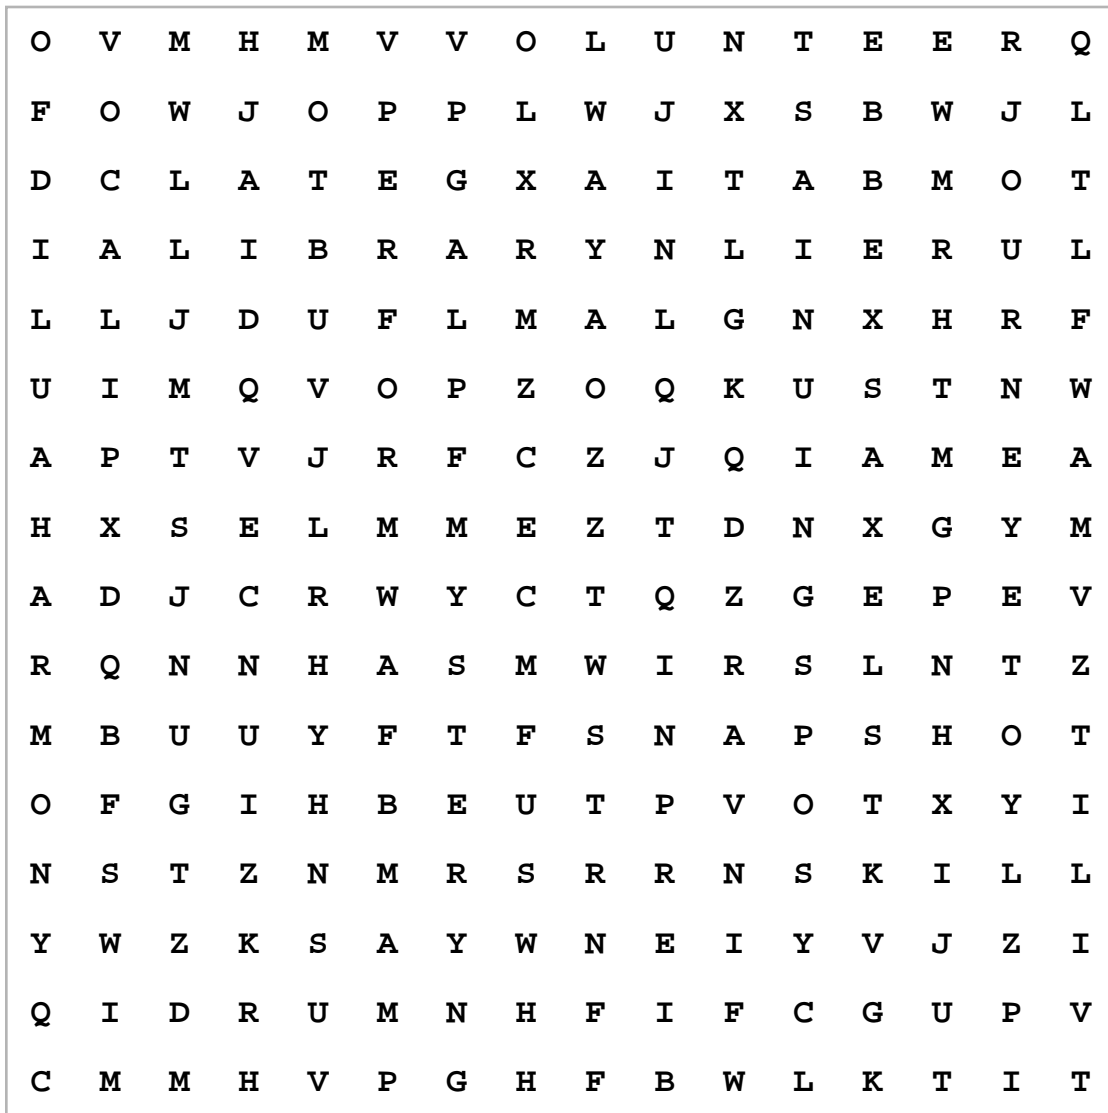 O V M H M V V O L U N T E E R Q
F O W J O P P L W J X S B W J L
D C L A T E G X A I T A B M O T
I A L I B R A R Y N L I E R U L
L L J D U F L M A L G N X H R F
U I M Q V O P Z O Q K U S T N W
A P T V J R F C Z J Q I A M E A
H X S E L M M E Z T D N X G Y M
A D J C R W Y C T Q Z G E P E V
R Q N N H A S M W I R S L N T Z
M B U U Y F T F S N A P S H O T
O F G I H B E U T P V O T X Y I
N S T Z N M R S R R N S K I L L
Y W Z K S A Y W N E I Y V J Z I
Q I D R U M N H F I F C G U P V
C M M H V P G H F B W L K T I T